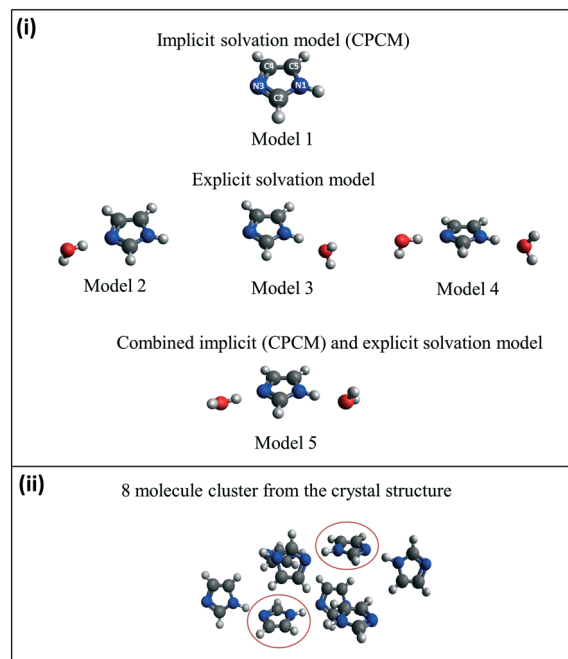 (i)
Implicit solvation model (CPCM)
C4 C5
N3 N1
C2
Model 1
Explicit solvation model
Model 2 Model 3 Model 4
Combined implicit (CPCM) and explicit solvation model
Model 5
(ii)
8 molecule cluster from the crystal structure